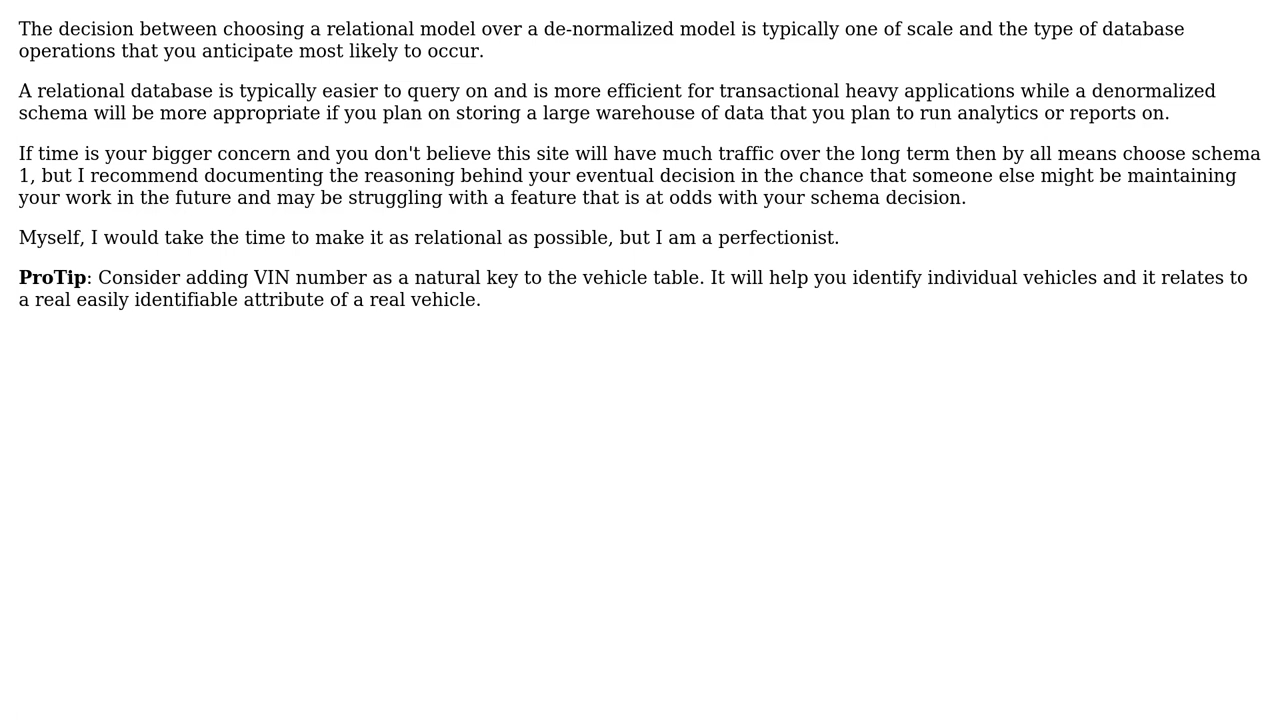 The decision between choosing a relational model over a de-normalized model is typically one of scale and the type of database
operations that you anticipate most likely to occur.
A relational database is typically easier to query on and is more efficient for transactional heavy applications while a denormalized
schema will be more appropriate if you plan on storing a large warehouse of data that you plan to run analytics or reports on.
If time is your bigger concern and you don't believe this site will have much traffic over the long term then by all means choose schema
1, but I recommend documenting the reasoning behind your eventual decision in the chance that someone else might be maintaining
your work in the future and may be struggling with a feature that is at odds with your schema decision.
Myself, I would take the time to make it as relational as possible, but I am a perfectionist.
ProTip: Consider adding VIN number as a natural key to the vehicle table. It will help you identify individual vehicles and it relates to
a real easily identifiable attribute of a real vehicle.